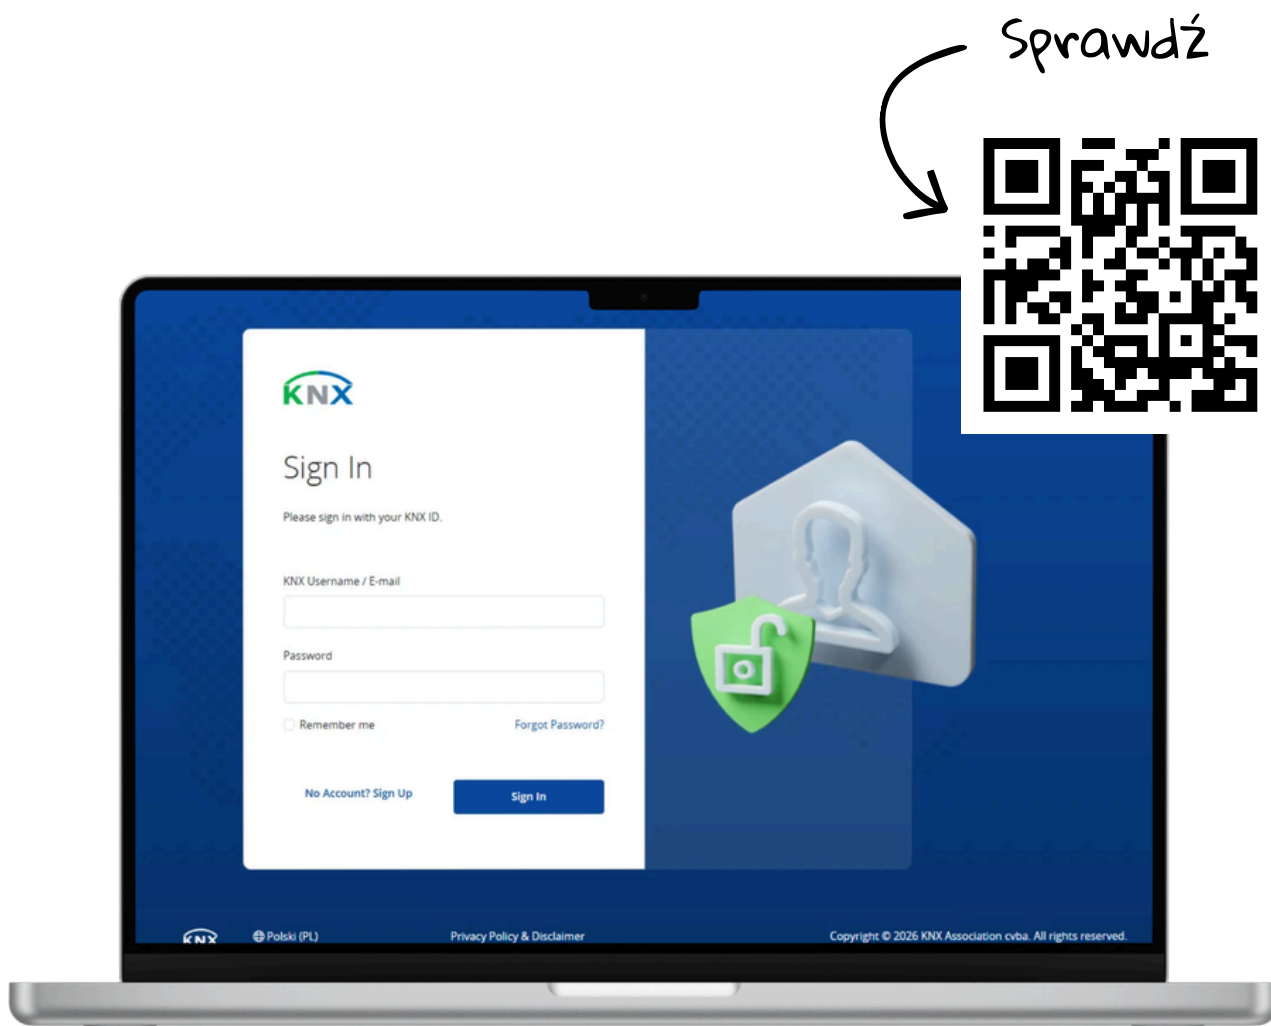 Sprawdź
KNX
Sign In
Please sign in with your KNX ID.
KNX Username / E-mail
Password
Remember me
Forgot Password?
No Account? Sign Up
Sign In
KNX
Polski (PL)
Privacy Policy & Disclaimer
Copyright © 2026 KNX Association cvba. All rights reserved.